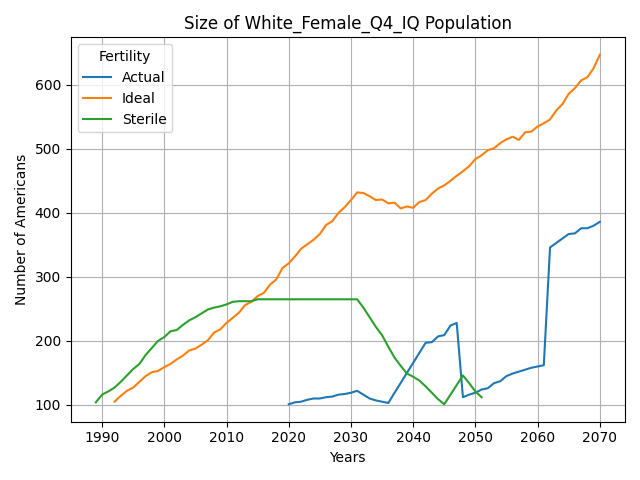 Size of White_Female_Q4_IQ Population
Fertility
Actual
Ideal
Sterile
Number of Americans
600
500
400
300
200
100
1990 2000 2010 2020 2030 2040 2050 2060 2070
Years